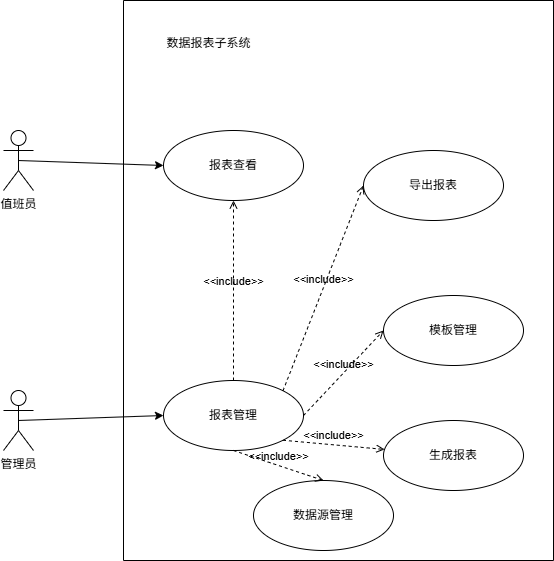 数据报表子系统
报表查看
导出报表
值班员
<<include>>
<<include>>
模板管理
<<include>>
报表管理
<<include>>
生成报表
<<include>>
管理员
数据源管理